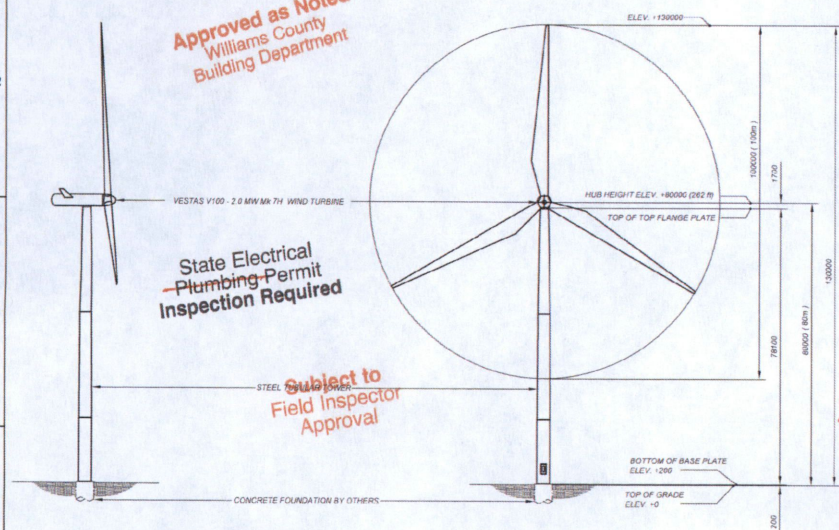 Approved as Noted
Williams County
Building Department
ELEV. +130000
100000 ( 100m )
1700
VESTAS V100 - 2.0 MW Mk 7H WIND TURBINE
HUB HEIGHT ELEV. +80000 (262 ft)
TOP OF TOP FLANGE PLATE
130000
State Electrical
Plumbing Permit
Inspection Required
78100
80000 ( 80m )
STEEL TUBULAR TOWER
Subject to
Field Inspector
Approval
BOTTOM OF BASE PLATE
ELEV. +200
TOP OF GRADE
ELEV. +0
CONCRETE FOUNDATION BY OTHERS
200